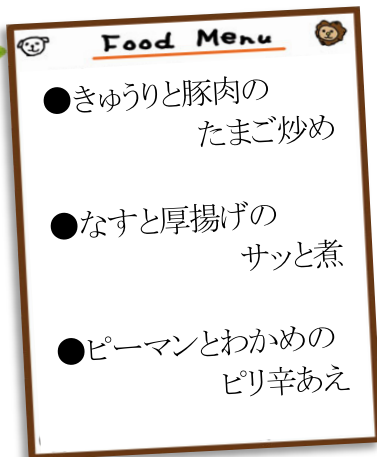 Food Menu
●きゅうりと豚肉の
たまご炒め
●なすと厚揚げの
サッと煮
●ピーマンとわかめの
ピリ辛あえ